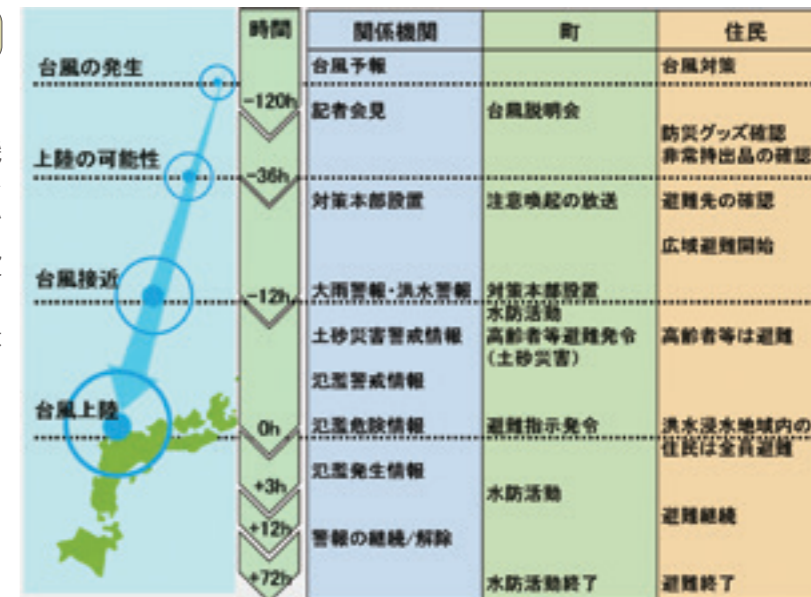 時間
関係機関
町
住民
台風の発生
台風予報
台風対策
-120h
記者会見
台風説明会
防災グッズ確認
非常持出品の確認
上陸の可能性
-36h
対策本部設置
注意喚起の放送
避難先の確認
広域避難開始
台風接近
-12h
大雨警報・洪水警報
対策本部設置
水防活動
土砂災害警戒情報
高齢者等避難発令
(土砂災害)
高齢者等は避難
氾濫警戒情報
台風上陸
0h
氾濫危険情報
避難指示発令
洪水浸水地域内の
住民は全員避難
氾濫発生情報
+3h
水防活動
+12h
避難継続
警報の継続/解除
+72h
水防活動終了
避難終了